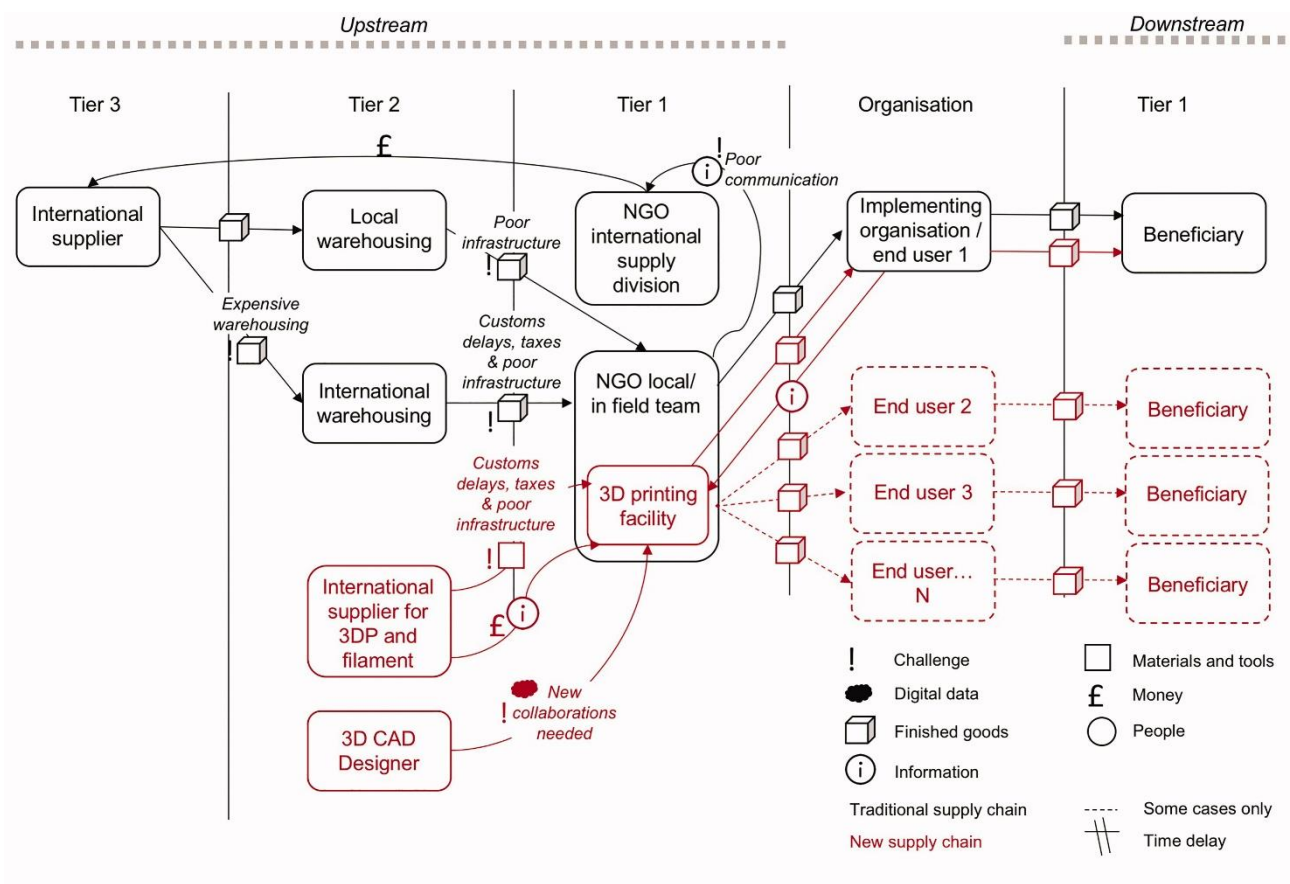 Upstream
Downstream
Tier 3
Tier 2
Tier 1
Organisation
Tier 1
£
!
i
Poor
communication
International
supplier
Local
warehousing
Poor
infrastructure
!
NGO
international
supply
division
Implementing
organisation /
end user 1
Beneficiary
Expensive
warehousing
!
Customs
delays, taxes
& poor
infrastructure
!
International
warehousing
NGO local/
in field team
i
End user 2
Beneficiary
Customs
delays, taxes
& poor
infrastructure
!
3D printing
facility
End user 3
Beneficiary
International
supplier for
3DP and
filament
£
i
End user…
N
Beneficiary
3D CAD
Designer
!
New
collaborations
needed
! Challenge
Digital data
Finished goods
i Information
Traditional supply chain
New supply chain
Materials and tools
£ Money
People
Some cases only
Time delay